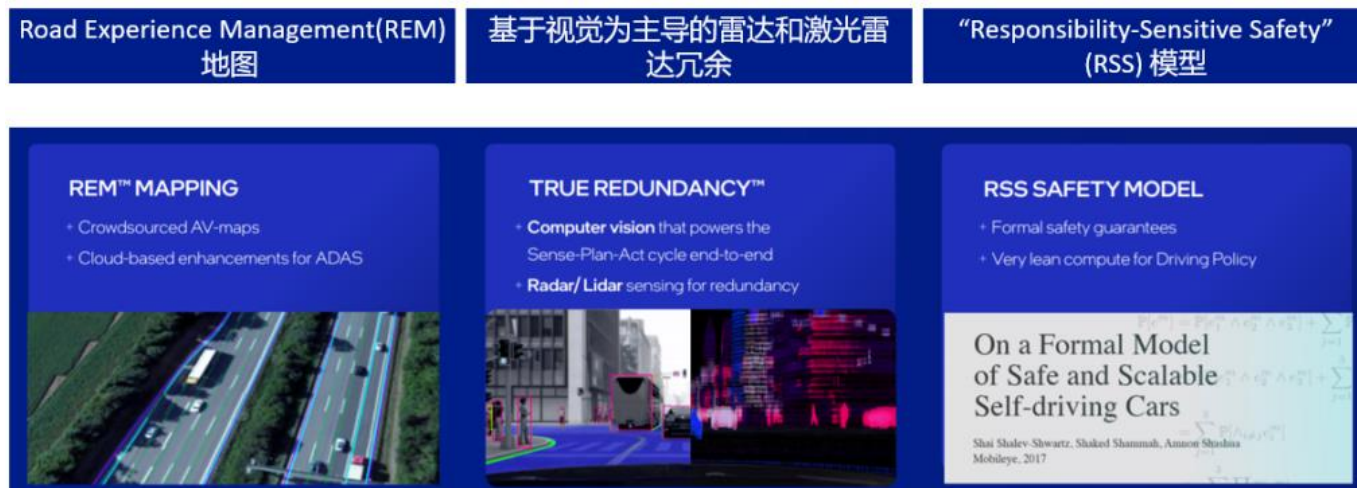 Road Experience Management(REM)
地图
基于视觉为主导的雷达和激光雷
达冗余
“Responsibility-Sensitive Safety”
(RSS) 模型
REM™ MAPPING
+ Crowdsourced AV-maps
+ Cloud-based enhancements for ADAS
TRUE REDUNDANCY™
+ Computer vision that powers the
Sense-Plan-Act cycle end-to-end
+ Radar/ Lidar sensing for redundancy
RSS SAFETY MODEL
+ Formal safety guarantees
+ Very lean compute for Driving Policy
On a Formal Model
of Safe and Scalable
Self-driving Cars
Shai Shalev-Shwartz, Shaked Shammah, Amnon Shashua
Mobileye, 2017